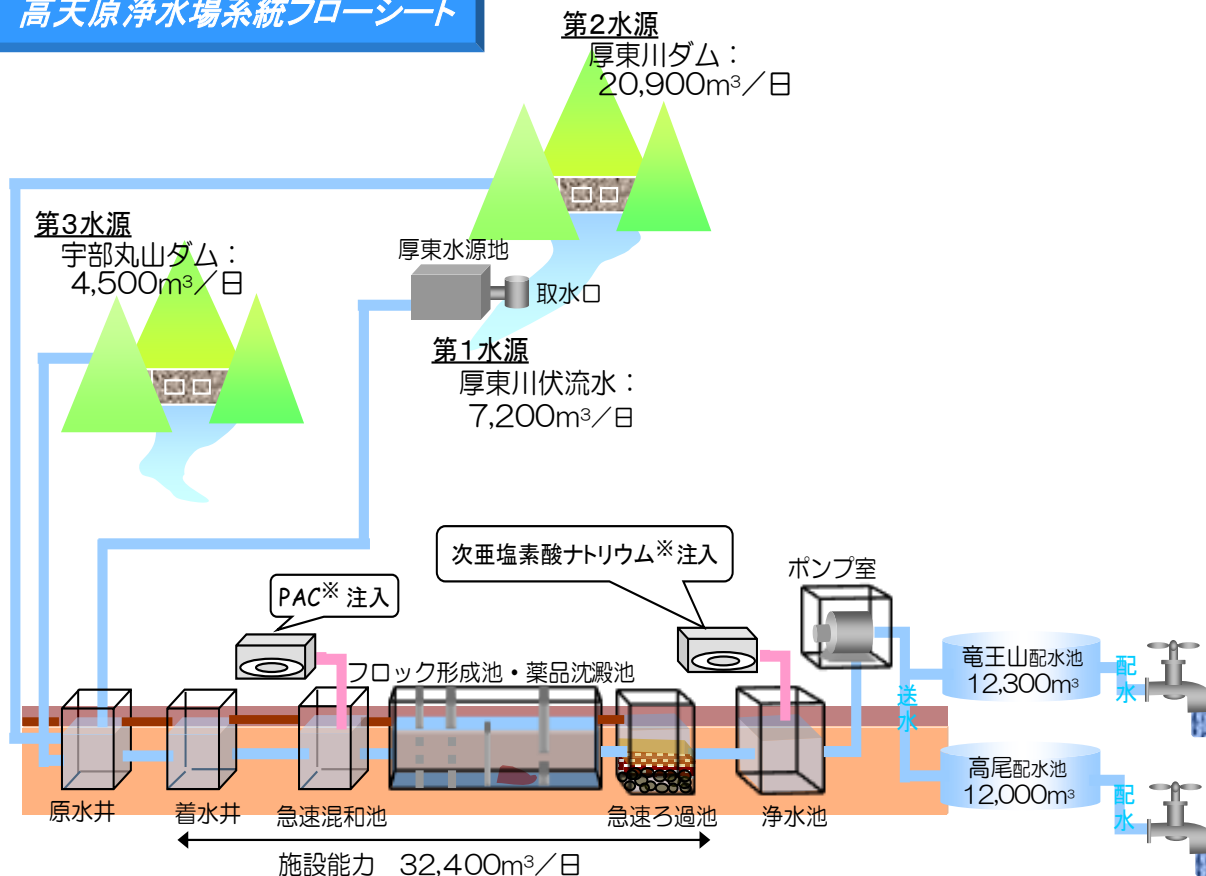 高天原浄水場系統フローシート
第2水源
厚東川ダム：
20,900m³／日
第3水源
宇部丸山ダム：
4,500m³／日
厚東水源地
取水口
第1水源
厚東川伏流水：
7,200m³／日
次亜塩素酸ナトリウム※注入
PAC※ 注入
ポンプ室
フロック形成池・薬品沈澱池
竜王山配水池
12,300m³
配水
送水
高尾配水池
12,000m³
配水
原水井
着水井
急速混和池
急速ろ過池
浄水池
施設能力 32,400m³／日